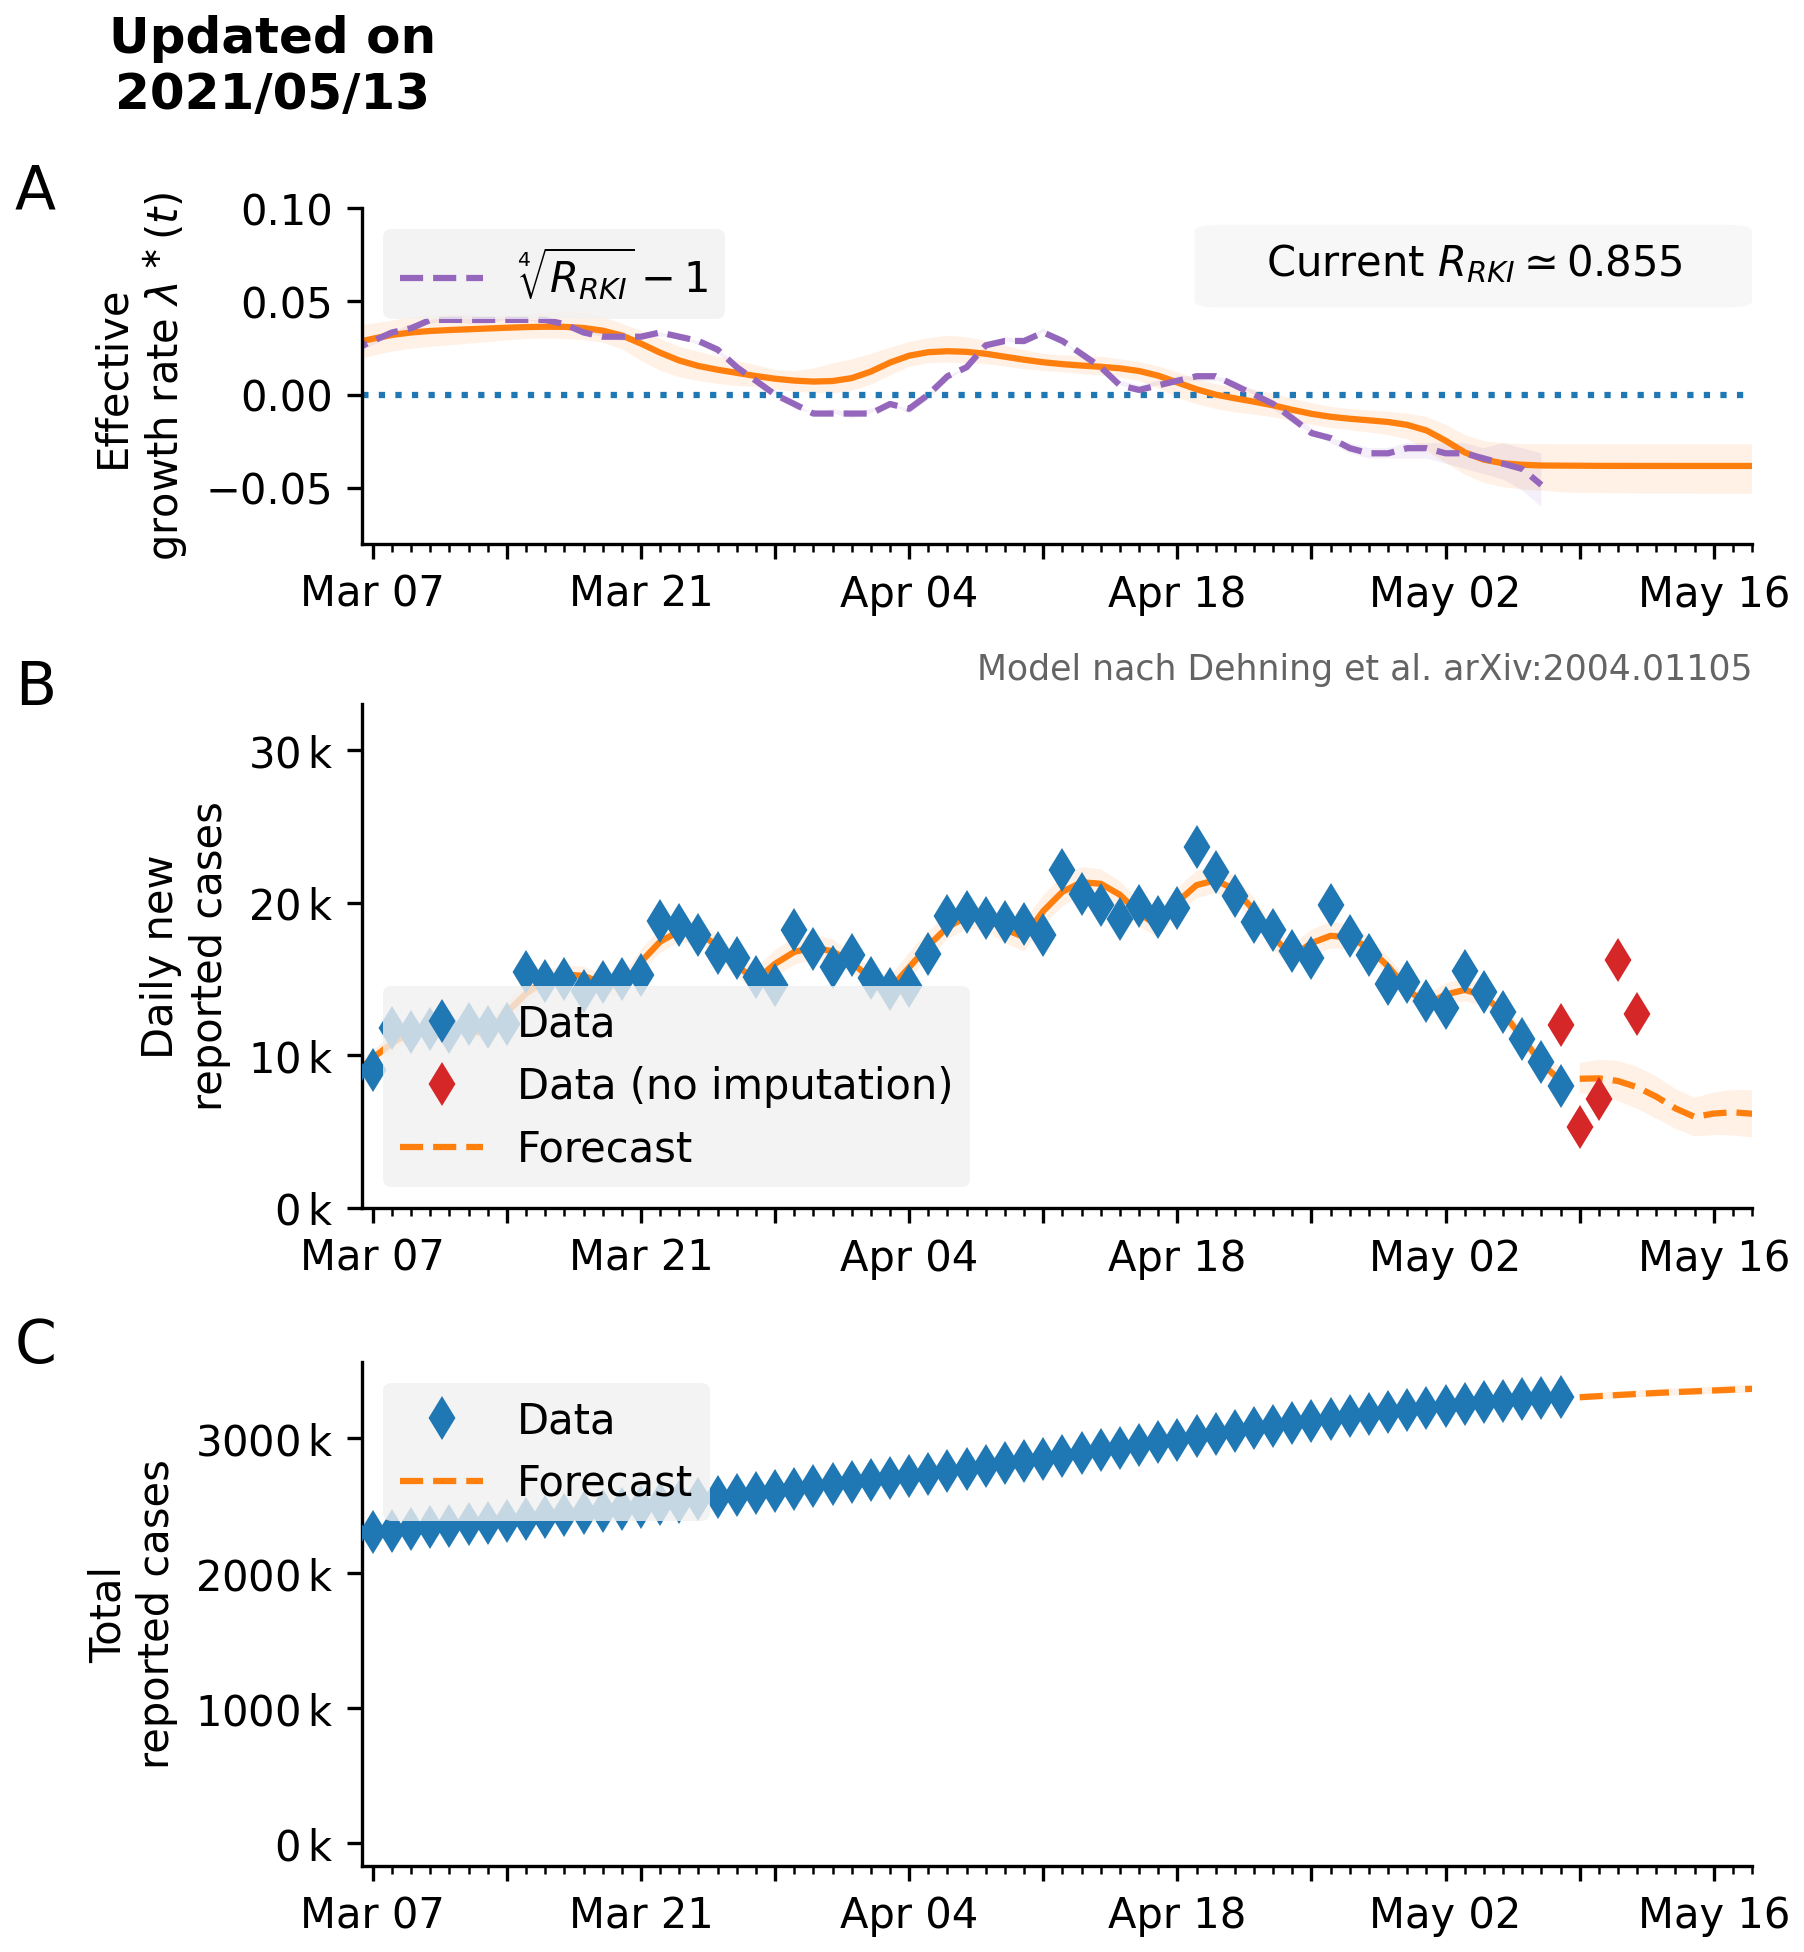 Updated on
2021/05/13
A
Effective
growth rate λ * (t)
0.10
0.05
0.00
−0.05
∜R_RKI − 1
Current R_RKI ≃ 0.855
Mar 07 Mar 21 Apr 04 Apr 18 May 02 May 16
B
Model nach Dehning et al. arXiv:2004.01105
Daily new
reported cases
30 k
20 k
10 k
0 k
Data
Data (no imputation)
Forecast
Mar 07 Mar 21 Apr 04 Apr 18 May 02 May 16
C
Total
reported cases
3000 k
2000 k
1000 k
0 k
Data
Forecast
Mar 07 Mar 21 Apr 04 Apr 18 May 02 May 16